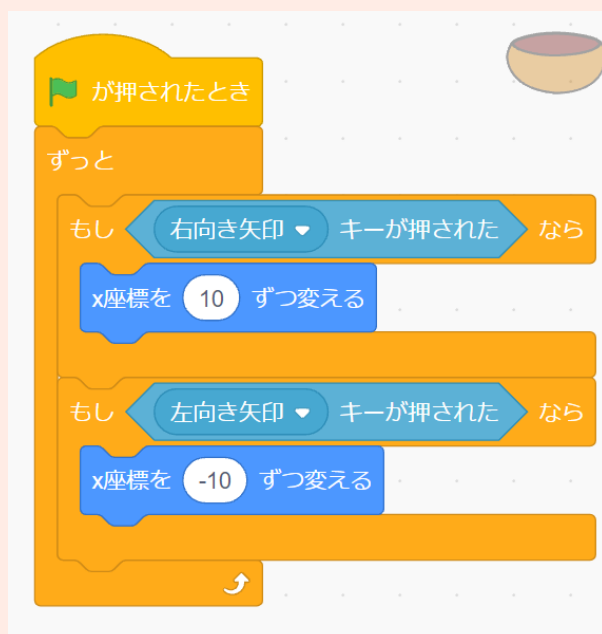 が押されたとき
ずっと
もし 右向き矢印 キーが押された なら
x座標を 10 ずつ変える
もし 左向き矢印 キーが押された なら
x座標を -10 ずつ変える